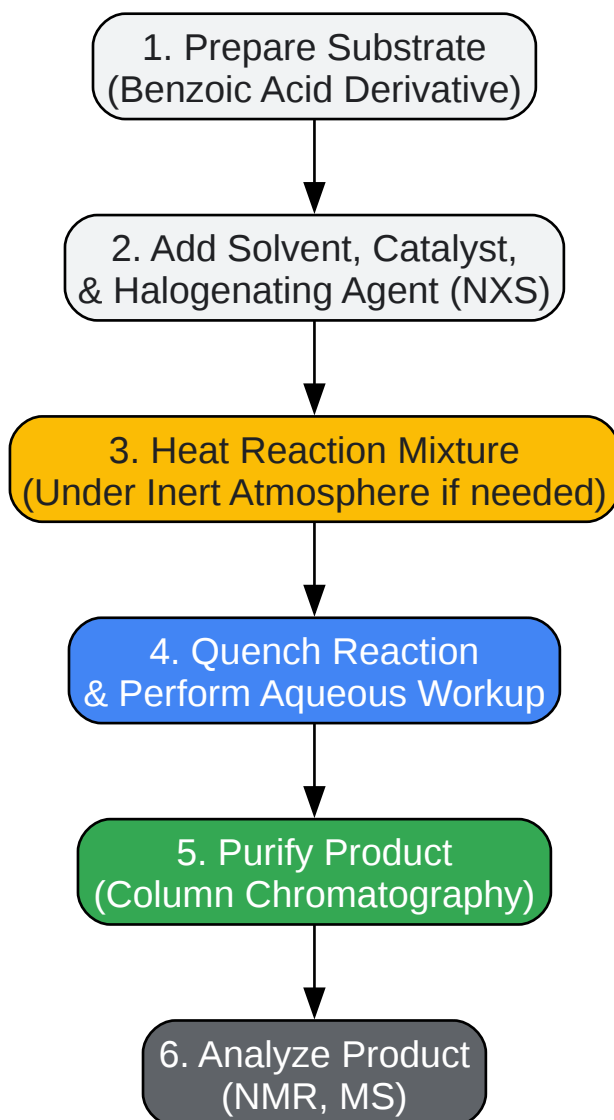 1. Prepare Substrate
(Benzoic Acid Derivative)
2. Add Solvent, Catalyst,
& Halogenating Agent (NXS)
3. Heat Reaction Mixture
(Under Inert Atmosphere if needed)
4. Quench Reaction
& Perform Aqueous Workup
5. Purify Product
(Column Chromatography)
6. Analyze Product
(NMR, MS)